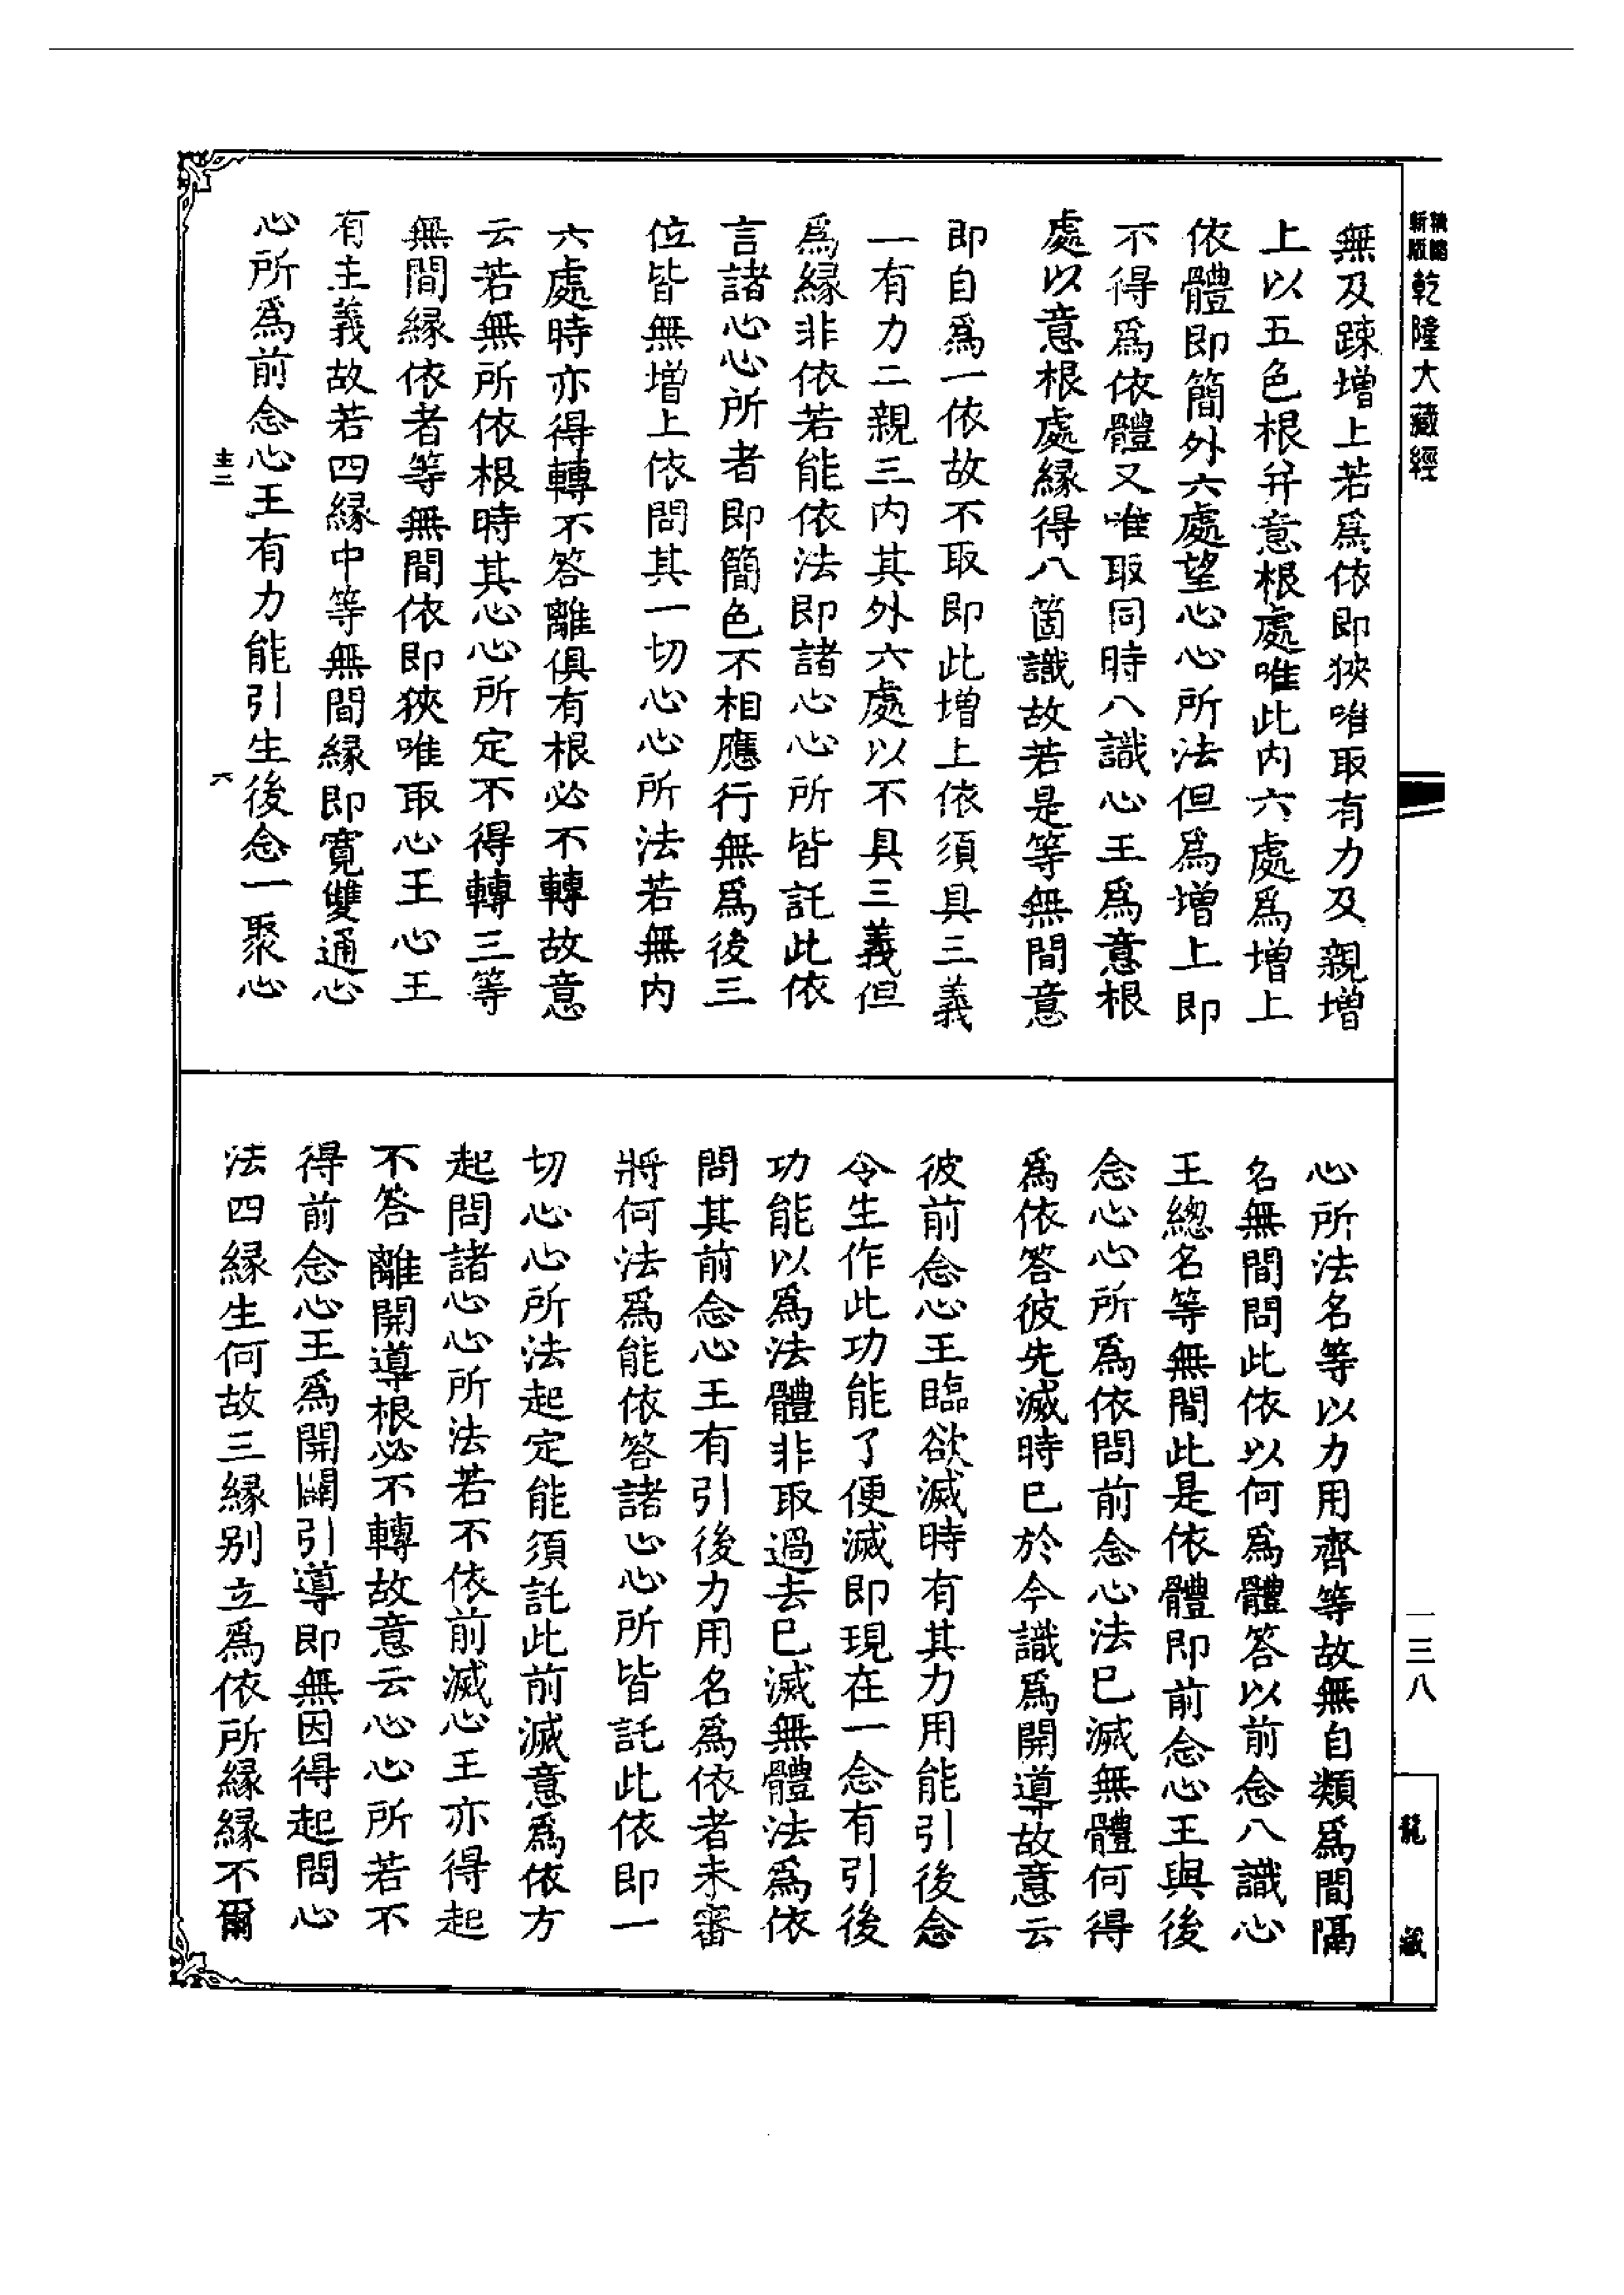 乾隆大藏經
無及踈增上若爲依即狹唯取有力及親增
上以五色根并意根處唯此内六處爲增上
依體即簡外六處望心心所法但爲增上即
不得爲依體又唯取同時八識心王爲意根
處以意根處緣得八箇識故若是等無間意
即自爲一依故不取即此增上依須具三義
一有力二親三内其外六處以不具三義但
爲緣非依若能依法即諸心心所皆託此依
言諸心心所者即簡色不相應行無爲後三
位皆無增上依問其一切心心所法若無内
六處時亦得轉不答離俱有根必不轉故意
云若無所依根時其心心所定不得轉三等
無間緣依者等無間依即狹唯取心王心王
有主義故若四緣中等無間緣即寬雙通心
心所爲前念心王有力能引生後念一聚心
六
心所法名等以力用齊等故無自類爲間隔
名無間問此依以何爲體答以前念八識心
王總名等無間此是依體即前念心王與後
念心心所爲依問前念心法已滅無體何得
爲依答彼先滅時已於今識爲開導故意云
彼前念心王臨欲滅時有其力用能引後念
令生作此功能了便滅即現在一念有引後
功能以爲法體非取過去已滅無體法爲依
問其前念心王有引後力用名爲依者未審
將何法爲能依答諸心心所皆託此依即一
切心心所法起定能須託此前滅意爲依方
起問諸心心所法若不依前滅心王亦得起
不答離開導根必不轉故意云心心所若不
得前念心王爲開闢引導即無因得起問心
法四緣生何故三緣别立爲依所緣緣不爾
一三八
龍藏